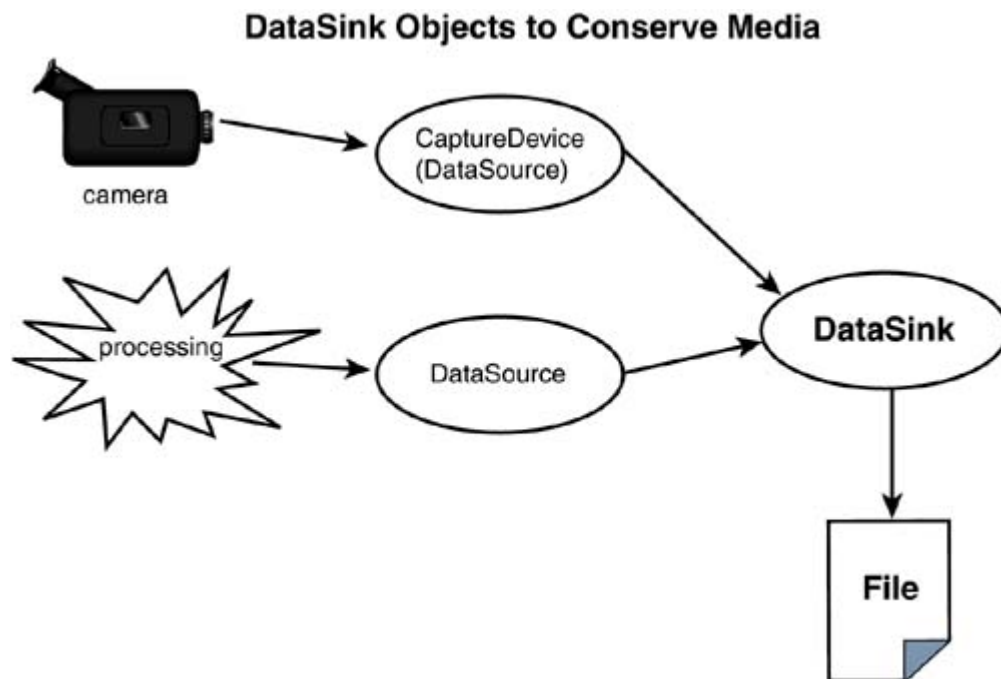 DataSink Objects to Conserve Media
camera
CaptureDevice
(DataSource)
processing
DataSource
DataSink
File